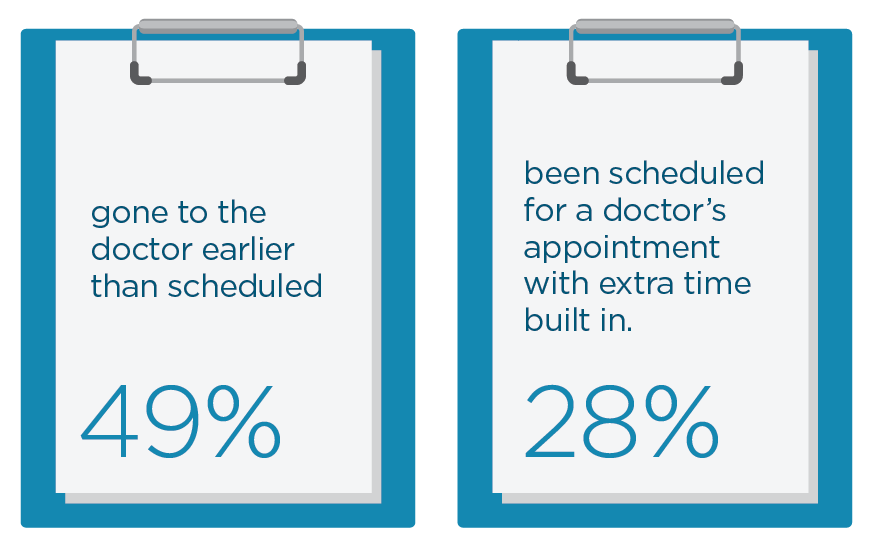 gone to the
doctor earlier
than scheduled
49%
been scheduled
for a doctor’s
appointment
with extra time
built in.
28%